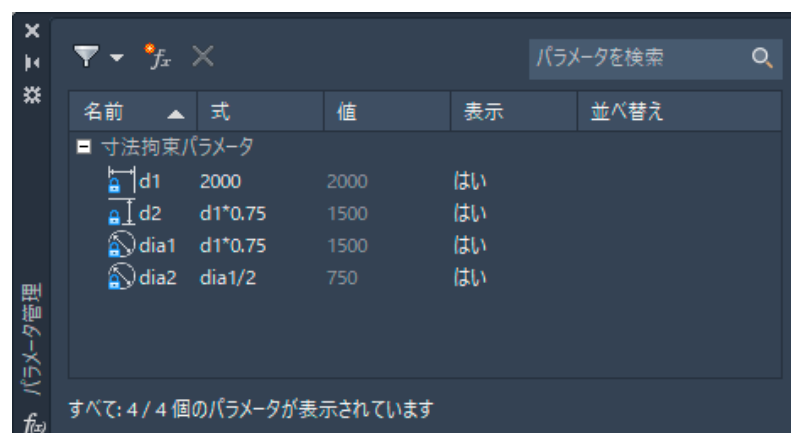 パラメータを検索
名前 式 値 表示 並べ替え
寸法拘束パラメータ
d1 2000 2000 はい
d2 d1*0.75 1500 はい
dia1 d1*0.75 1500 はい
dia2 dia1/2 750 はい
すべて: 4 / 4 個のパラメータが表示されています
パラメータ管理